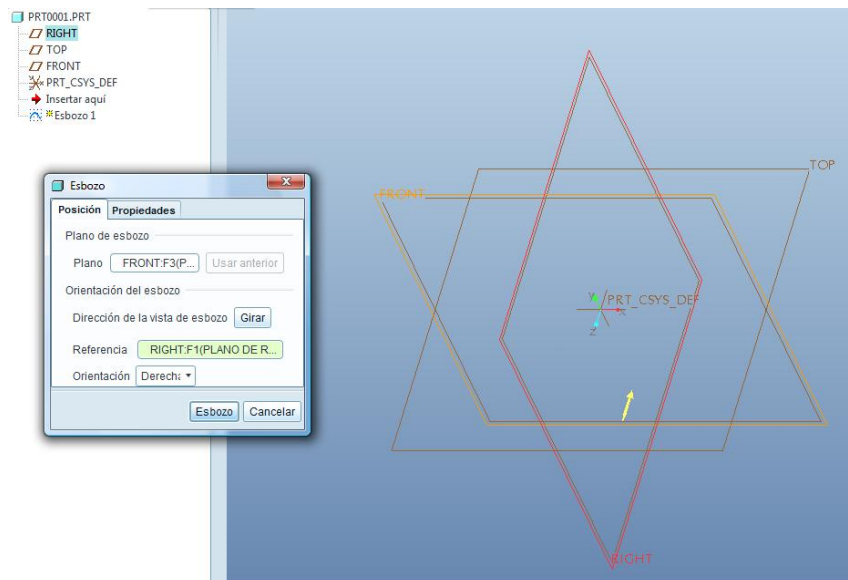 PRT0001.PRT
RIGHT
TOP
FRONT
PRT_CSYS_DEF
Insertar aquí
Esbozo 1
Esbozo
Posición Propiedades
Plano de esbozo
Plano FRONT:F3(P... Usar anterior
Orientación del esbozo
Dirección de la vista de esbozo Girar
Referencia RIGHT:F1(PLANO DE R...
Orientación Derech
Esbozo Cancelar
TOP
FRONT
y PRT_CSYS_DEF
x
z
RIGHT